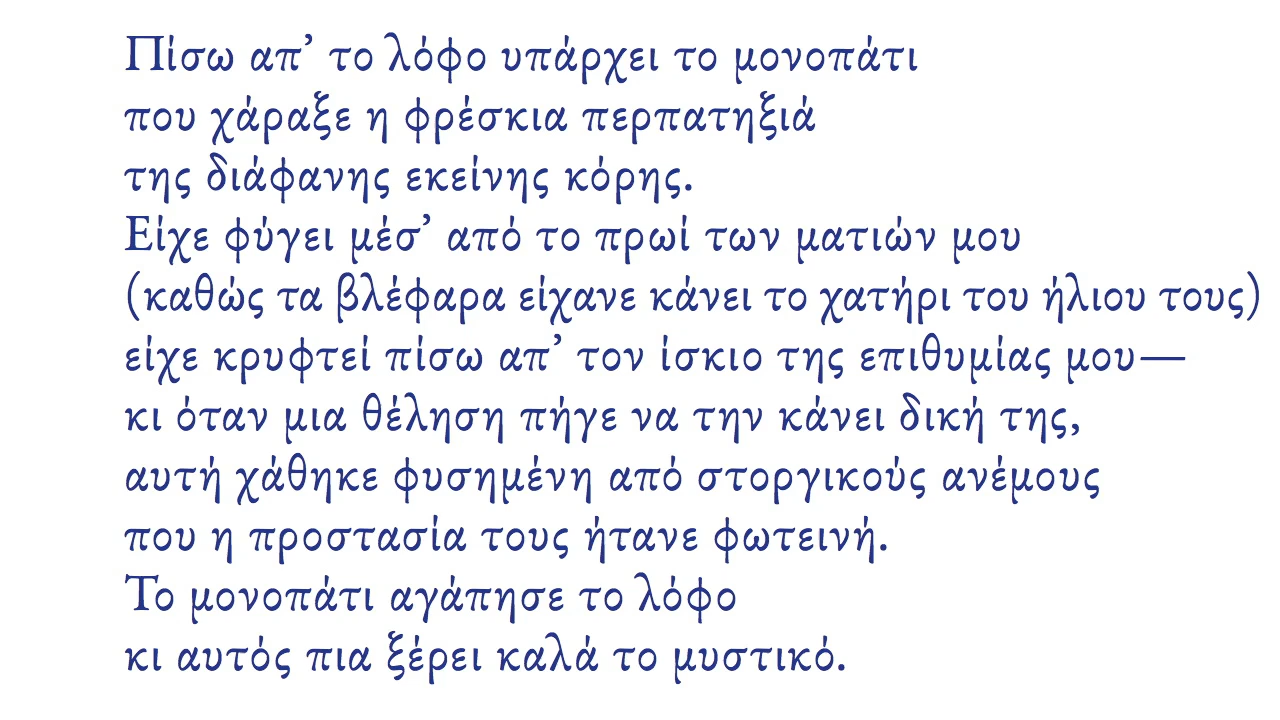 Πίσω απ’ το λόφο υπάρχει το μονοπάτι
που χάραξε η φρέσκια περπατηξιά
της διάφανης εκείνης κόρης.
Είχε φύγει μέσ’ από το πρωί των ματιών μου
(καθώς τα βλέφαρα είχανε κάνει το χατήρι του ήλιου τους)
είχε κρυφτεί πίσω απ’ τον ίσκιο της επιθυμίας μου—
κι όταν μια θέληση πήγε να την κάνει δική της,
αυτή χάθηκε φυσημένη από στοργικούς ανέμους
που η προστασία τους ήτανε φωτεινή.
Το μονοπάτι αγάπησε το λόφο
κι αυτός πια ξέρει καλά το μυστικό.